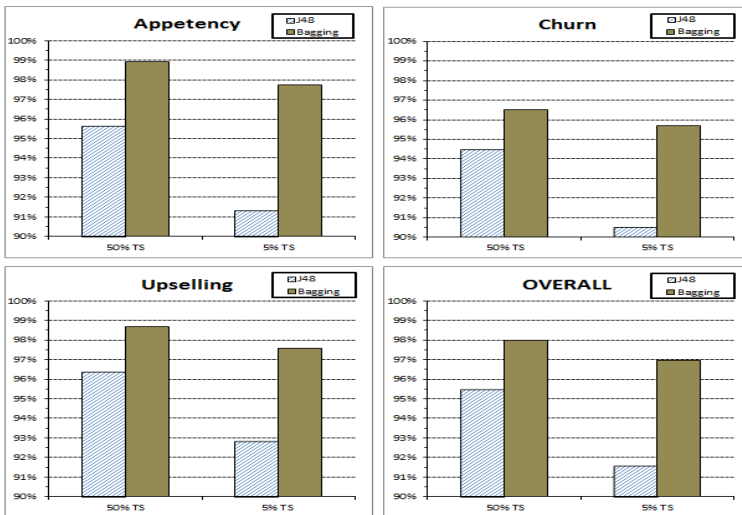 Appetency
J48
Bagging
100%
99%
98%
97%
96%
95%
94%
93%
92%
91%
90%
50% TS
5% TS
Churn
J48
Bagging
100%
99%
98%
97%
96%
95%
94%
93%
92%
91%
90%
50% TS
5% TS
Upselling
J48
Bagging
100%
99%
98%
97%
96%
95%
94%
93%
92%
91%
90%
50% TS
5% TS
OVERALL
J48
Bagging
100%
99%
98%
97%
96%
95%
94%
93%
92%
91%
90%
50% TS
5% TS